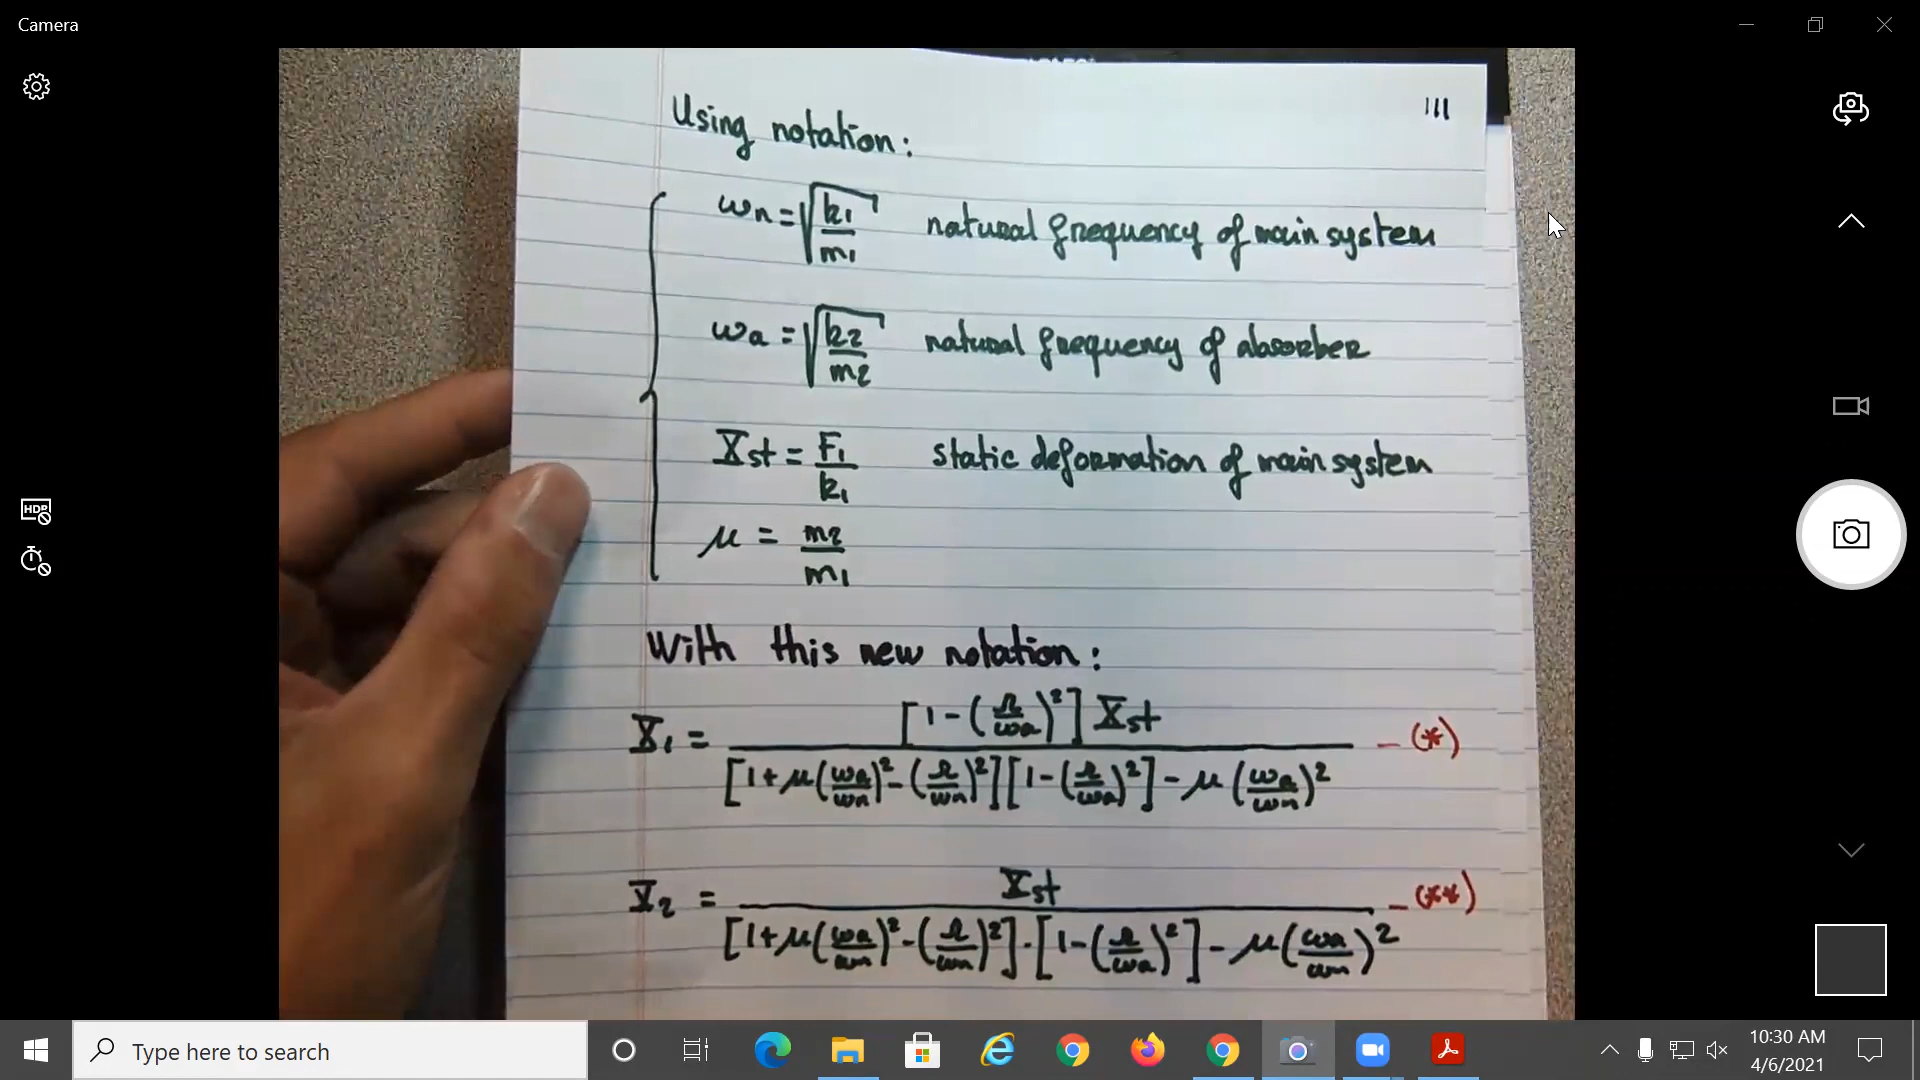 Camera
111
Using notation:
ωn = √(k1/m1) natural frequency of main system
ωa = √(k2/m2) natural frequency of absorber
Xst = F1/k1 static deformation of main system
μ = m2/m1
With this new notation:
X1 = [1-(Ω/ωa)²] Xst / [1+μ(ωa/ωn)²-(Ω/ωn)²][1-(Ω/ωa)²]-μ(ωa/ωn)² - (*)
X2 = Xst / [1+μ(ωa/ωn)²-(Ω/ωn)²]·[1-(Ω/ωa)²]-μ(ωa/ωn)² - (**)
HDR
Type here to search
10:30 AM
4/6/2021